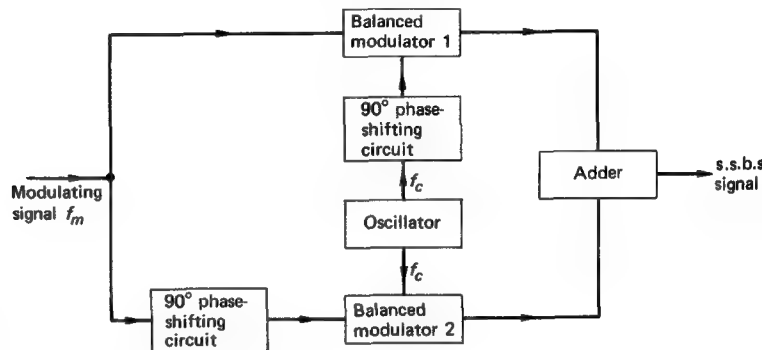 Balanced
modulator 1
90° phase-
shifting
circuit
f_c
Modulating
signal f_m
Oscillator
Adder
s.s.b.s
signal
f_c
90° phase-
shifting
circuit
Balanced
modulator 2